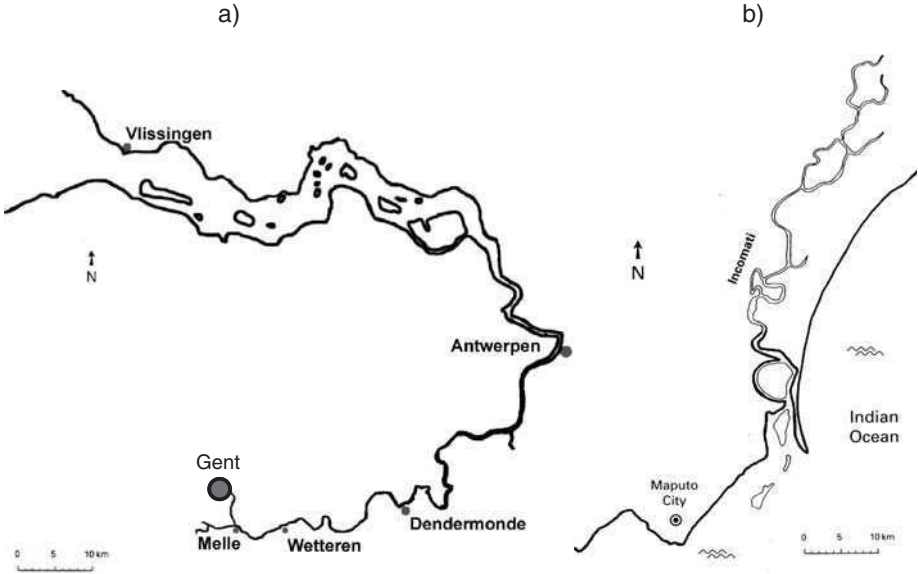 a)
Vlissingen
N
Antwerpen
Gent
Melle
Wetteren
Dendermonde
0 5 10 km
b)
Incomati
N
Indian
Ocean
Maputo
City
0 5 10 km